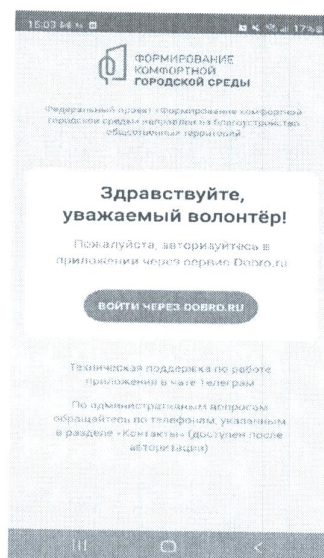 15:03
17%
ФОРМИРОВАНИЕ
КОМФОРТНОЙ
ГОРОДСКОЙ СРЕДЫ
Федеральный проект «Формирование комфортной
городской среды» направлен на благоустройство
общественных территорий
Здравствуйте,
уважаемый волонтёр!
Пожалуйста, авторизуйтесь в
приложении через сервис Dobro.ru
ВОЙТИ ЧЕРЕЗ DOBRO.RU
Техническая поддержка по работе
приложения в чате Телеграм
По административным вопросам
обращайтесь по телефонам, указанным
в разделе «Контакты» (доступен после
авторизации)